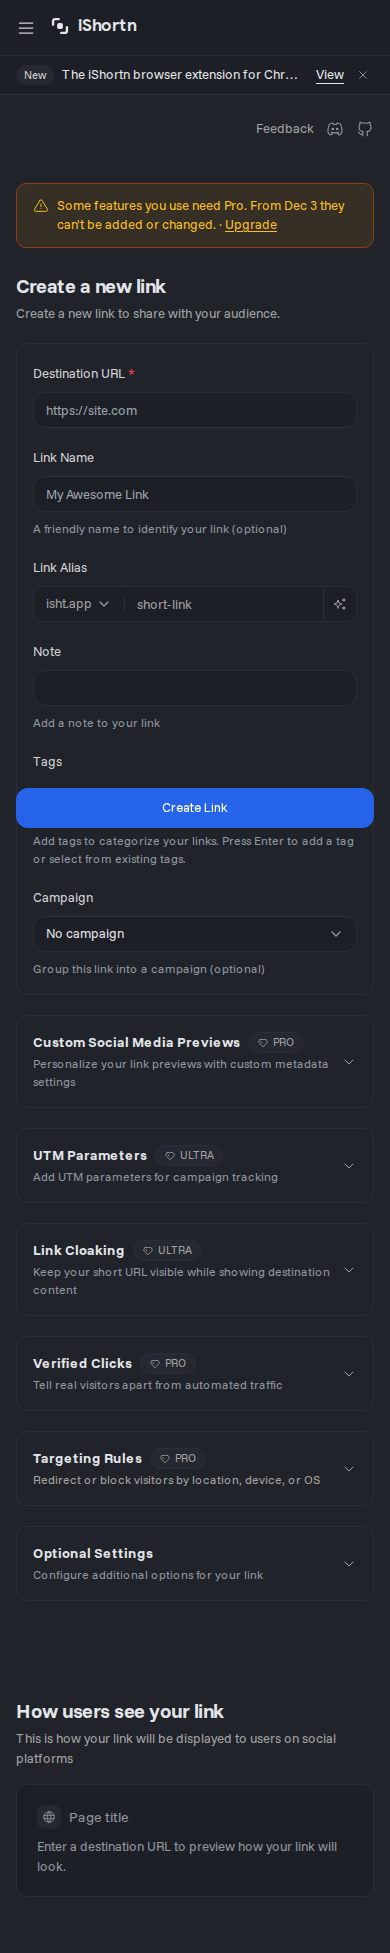 iShortn
New The iShortn browser extension for Chr... View
Feedback
Some features you use need Pro. From Dec 3 they
can't be added or changed. · Upgrade
Create a new link
Create a new link to share with your audience.
Destination URL *
https://site.com
Link Name
My Awesome Link
A friendly name to identify your link (optional)
Link Alias
isht.app short-link
Note
Add a note to your link
Tags
Create Link
Add tags to categorize your links. Press Enter to add a tag
or select from existing tags.
Campaign
No campaign
Group this link into a campaign (optional)
Custom Social Media Previews PRO
Personalize your link previews with custom metadata
settings
UTM Parameters ULTRA
Add UTM parameters for campaign tracking
Link Cloaking ULTRA
Keep your short URL visible while showing destination
content
Verified Clicks PRO
Tell real visitors apart from automated traffic
Targeting Rules PRO
Redirect or block visitors by location, device, or OS
Optional Settings
Configure additional options for your link
How users see your link
This is how your link will be displayed to users on social
platforms
Page title
Enter a destination URL to preview how your link will
look.